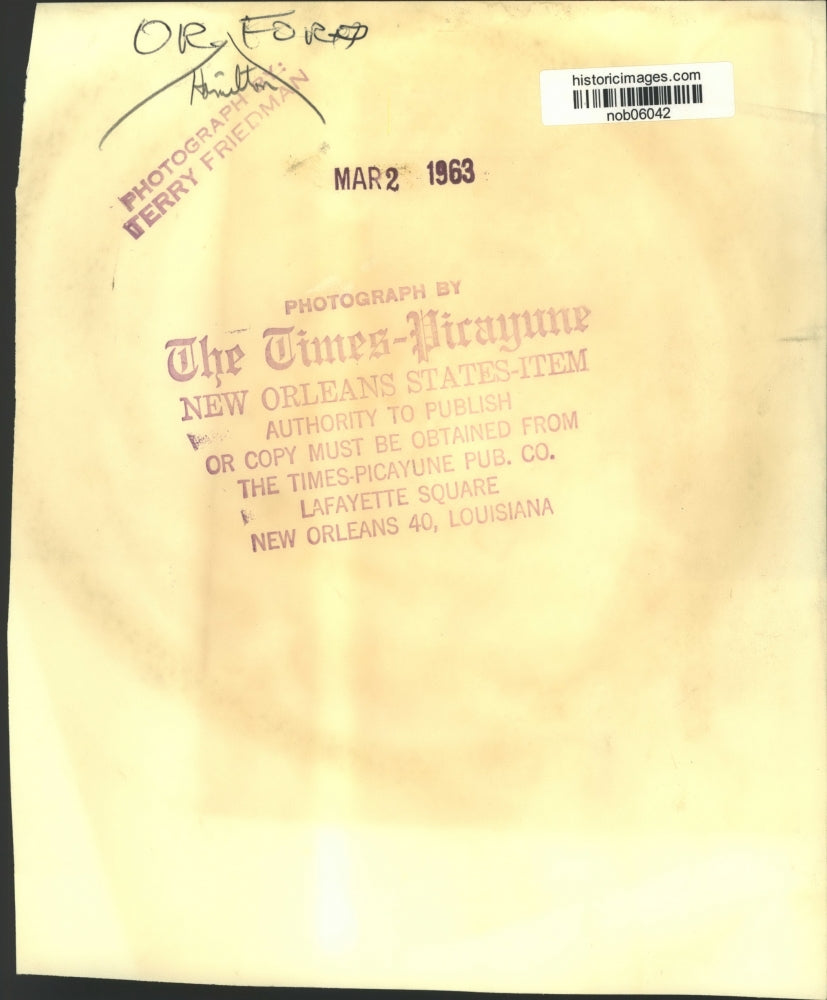 OR. FORD
Hamilton
PHOTOGRAPH BY:
TERRY FRIEDMAN
historicimages.com
nob06042
MAR 2 1963
PHOTOGRAPH BY
The Times-Picayune
NEW ORLEANS STATES-ITEM
AUTHORITY TO PUBLISH
OR COPY MUST BE OBTAINED FROM
THE TIMES-PICAYUNE PUB. CO.
LAFAYETTE SQUARE
NEW ORLEANS 40, LOUISIANA